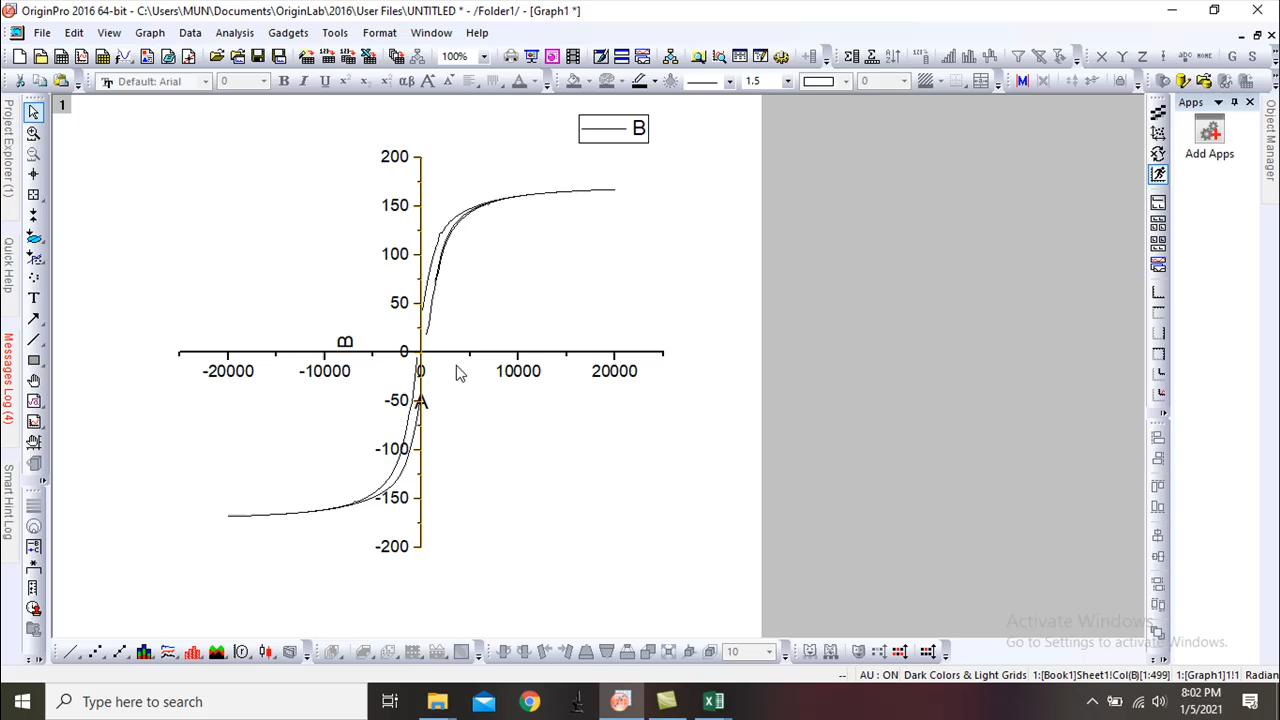 OriginPro 2016 64-bit - C:\Users\MUN\Documents\OriginLab\2016\User Files\UNTITLED * - /Folder1/ - [Graph1 *]
File Edit View Graph Data Analysis Gadgets Tools Format Window Help
100%
Default: Arial 0 B I U αβ A A 1.5 0
1
Apps
Add Apps
Project Explorer (1)
Quick Help
Messages Log (4)
Smart Hint Log
Object Manager
B
200
150
100
50
0
-50
-100
-150
-200
-20000 -10000 0 10000 20000
B
A
10
Activate Windows
Go to Settings to activate Windows.
-- AU : ON Dark Colors & Light Grids 1:[Book1]Sheet1!Col(B)[1:499] 1:[Graph1]1!1 Radian
Type here to search
8:02 PM
1/5/2021